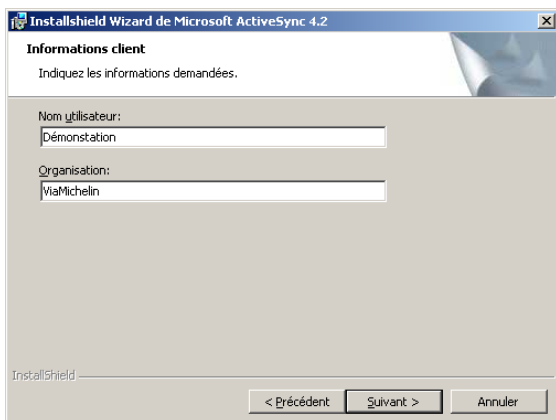 Installshield Wizard de Microsoft ActiveSync 4.2
Informations client
Indiquez les informations demandées.
Nom utilisateur:
Démonstation
Organisation:
ViaMichelin
InstallShield
< Précédent Suivant > Annuler